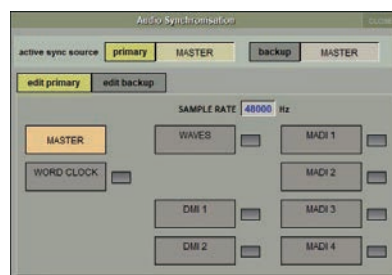 Audio Synchronisation CLOSE
active sync source primary MASTER backup MASTER
edit primary edit backup
SAMPLE RATE 48000 Hz
MASTER WAVES MADI 1
WORD CLOCK MADI 2
DMI 1 MADI 3
DMI 2 MADI 4